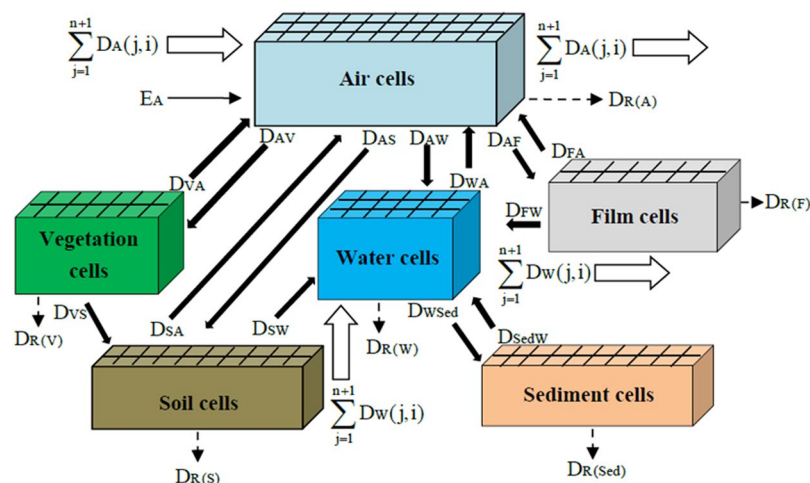 n+1
∑ DA(j,i)
j=1
n+1
∑ DA(j,i)
j=1
Air cells
EA
DR(A)
DAV
DAS
DAW
DAF
DFA
DVA
DWA
Vegetation
cells
Water cells
DFW
Film cells
DR(F)
n+1
∑ DW(j,i)
j=1
DVS
DSA
DSW
DWSed
DSedW
DR(V)
DR(W)
Soil cells
n+1
∑ DW(j,i)
j=1
Sediment cells
DR(S)
DR(Sed)